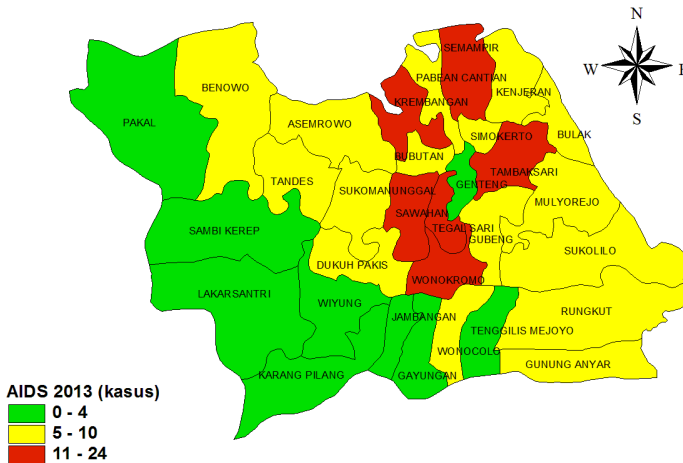 N
SEMAMPIR
W
E
PABEAN CANTIAN
BENOWO
KENJERAN
KREMBANGAN
S
PAKAL
ASEMROWO
SIMOKERTO
BULAK
BUBUTAN
TAMBAKSARI
TANDES
GENTENG
SUKOMANUNGGAL
MULYOREJO
SAWAHAN
TEGAL SARI
SAMBI KEREP
GUBENG
SUKOLILO
DUKUH PAKIS
WONOKROMO
LAKARSANTRI
WIYUNG
RUNGKUT
JAMBANGAN
TENGGILIS MEJOYO
WONOCOLO
GUNUNG ANYAR
KARANG PILANG
GAYUNGAN
AIDS 2013 (kasus)
0 - 4
5 - 10
11 - 24